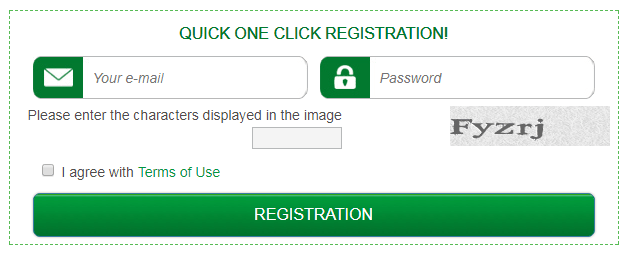 QUICK ONE CLICK REGISTRATION!
Your e-mail
Password
Please enter the characters displayed in the image
Fyzrj
I agree with Terms of Use
REGISTRATION